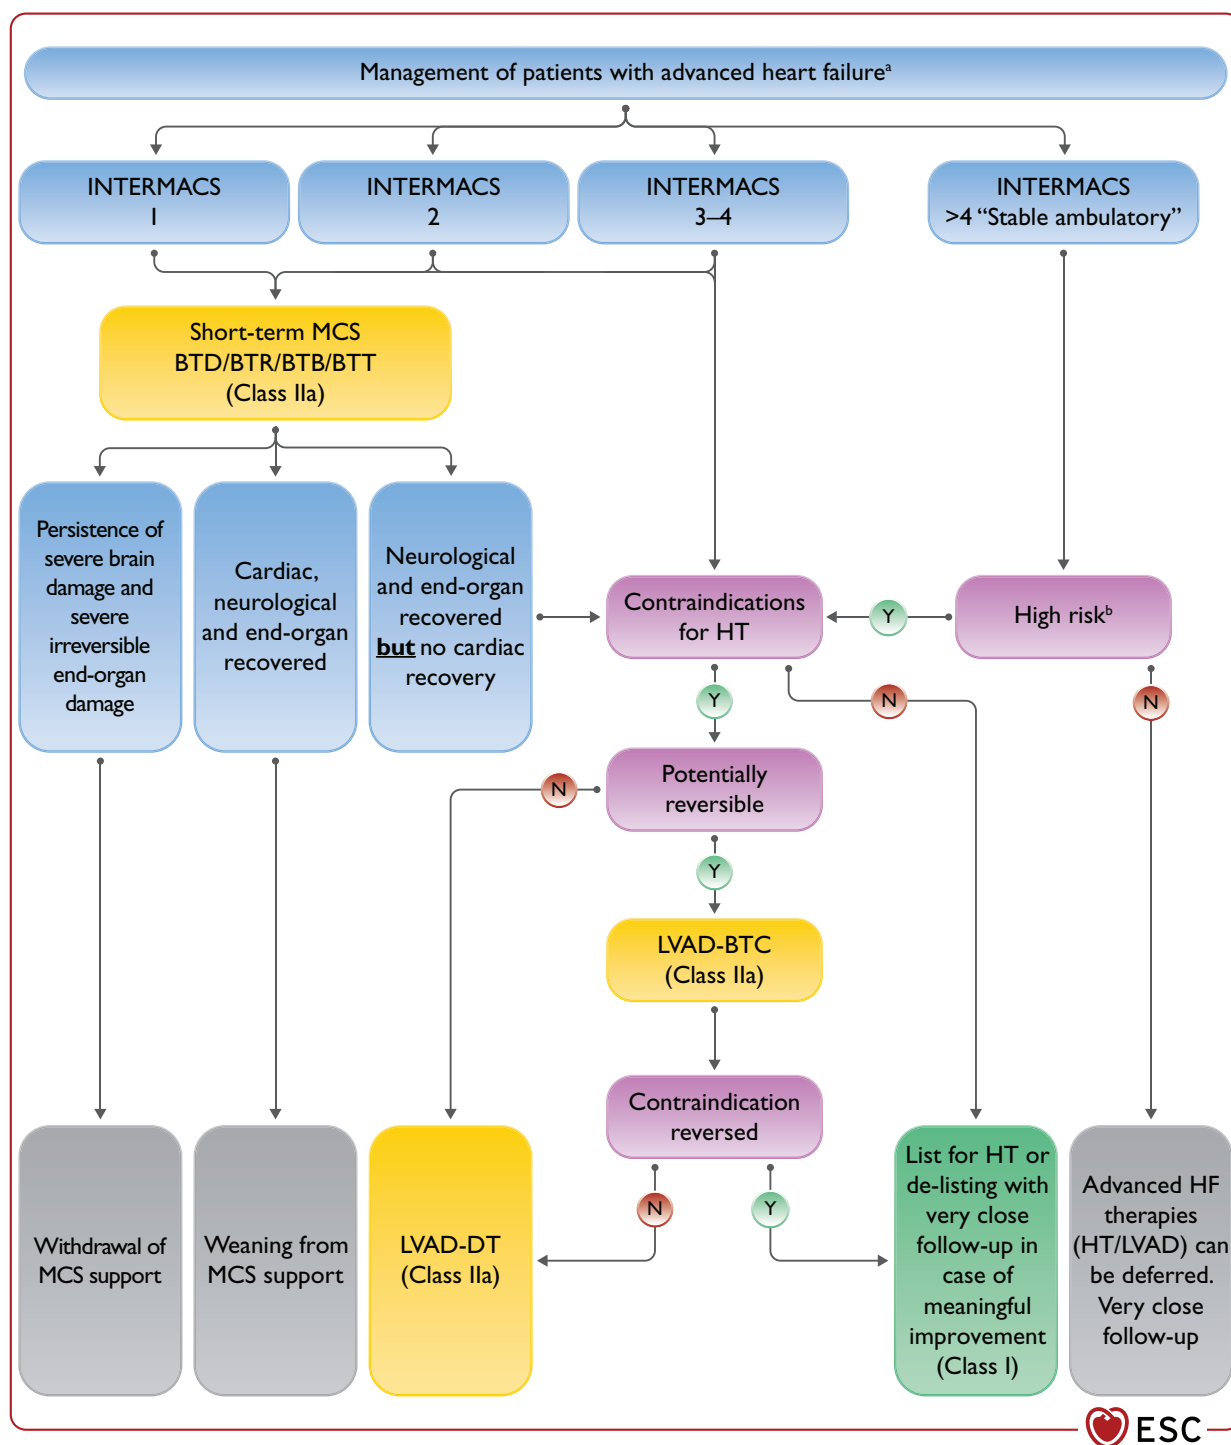 Management of patients with advanced heart failureᵃ
INTERMACS
1
INTERMACS
2
INTERMACS
3–4
INTERMACS
>4 “Stable ambulatory”
Short-term MCS
BTD/BTR/BTB/BTT
(Class IIa)
Persistence of
severe brain
damage and
severe
irreversible
end-organ
damage
Cardiac,
neurological
and end-organ
recovered
Neurological
and end-organ
recovered
but no cardiac
recovery
Contraindications
for HT
Y
High riskᵇ
Y
N
N
Potentially
reversible
N
Y
LVAD-BTC
(Class IIa)
Contraindication
reversed
N
Y
Withdrawal of
MCS support
Weaning from
MCS support
LVAD-DT
(Class IIa)
List for HT or
de-listing with
very close
follow-up in
case of
meaningful
improvement
(Class I)
Advanced HF
therapies
(HT/LVAD) can
be deferred.
Very close
follow-up
ESC